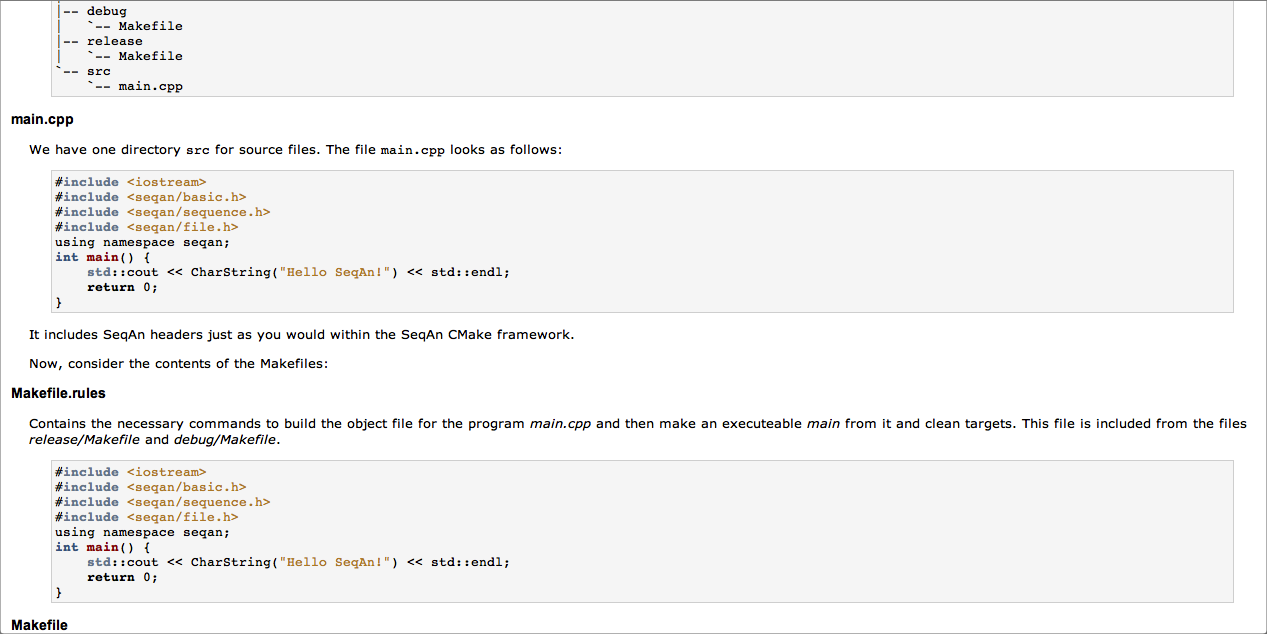 |-- debug
|   `-- Makefile
|-- release
|   `-- Makefile
`-- src
    `-- main.cpp
main.cpp
We have one directory src for source files. The file main.cpp looks as follows:
#include <iostream>
#include <seqan/basic.h>
#include <seqan/sequence.h>
#include <seqan/file.h>
using namespace seqan;
int main() {
    std::cout << CharString("Hello SeqAn!") << std::endl;
    return 0;
}
It includes SeqAn headers just as you would within the SeqAn CMake framework.
Now, consider the contents of the Makefiles:
Makefile.rules
Contains the necessary commands to build the object file for the program main.cpp and then make an executeable main from it and clean targets. This file is included from the files
release/Makefile and debug/Makefile.
#include <iostream>
#include <seqan/basic.h>
#include <seqan/sequence.h>
#include <seqan/file.h>
using namespace seqan;
int main() {
    std::cout << CharString("Hello SeqAn!") << std::endl;
    return 0;
}
Makefile